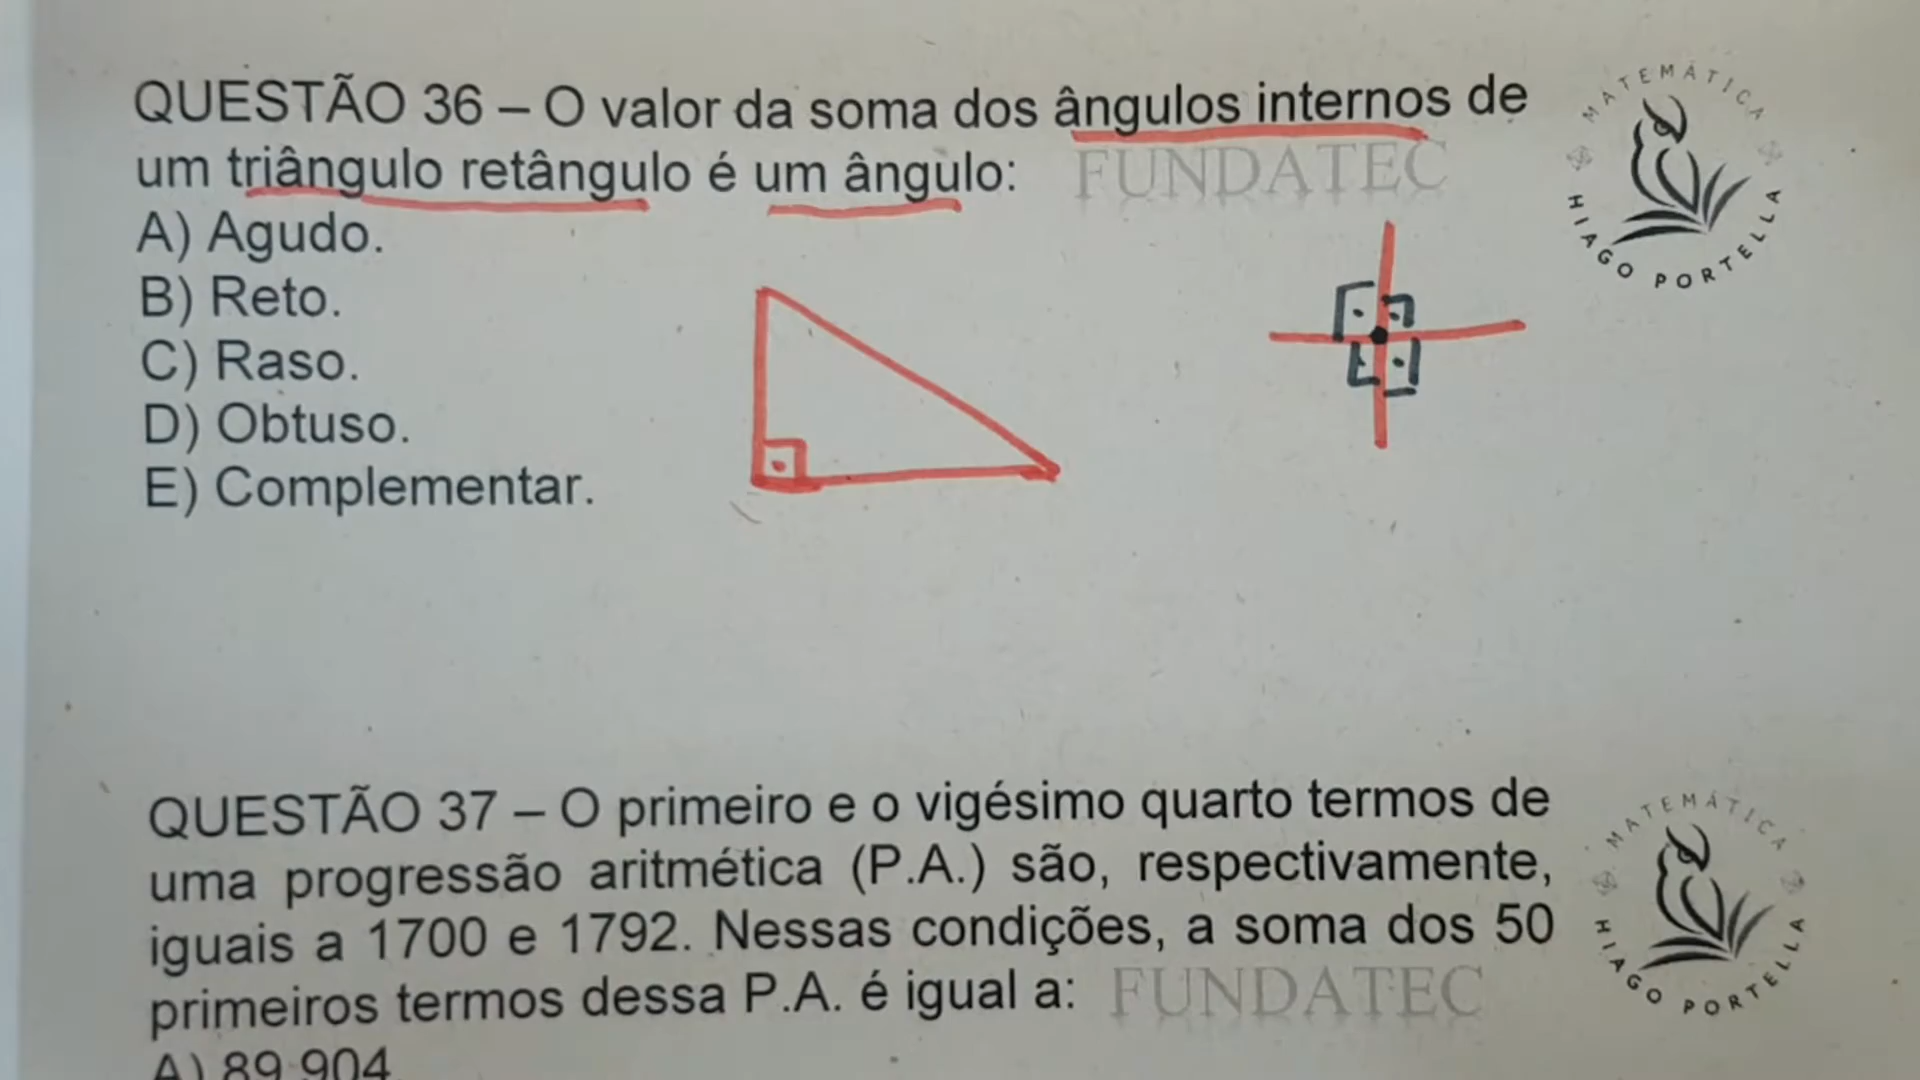 QUESTÃO 36 – O valor da soma dos ângulos internos de
um triângulo retângulo é um ângulo:
FUNDATEC
MATEMÁTICA
HIAGO PORTELLA
A) Agudo.
B) Reto.
C) Raso.
D) Obtuso.
E) Complementar.
QUESTÃO 37 – O primeiro e o vigésimo quarto termos de
uma progressão aritmética (P.A.) são, respectivamente,
iguais a 1700 e 1792. Nessas condições, a soma dos 50
primeiros termos dessa P.A. é igual a:
FUNDATEC
MATEMÁTICA
HIAGO PORTELLA
A) 89.904